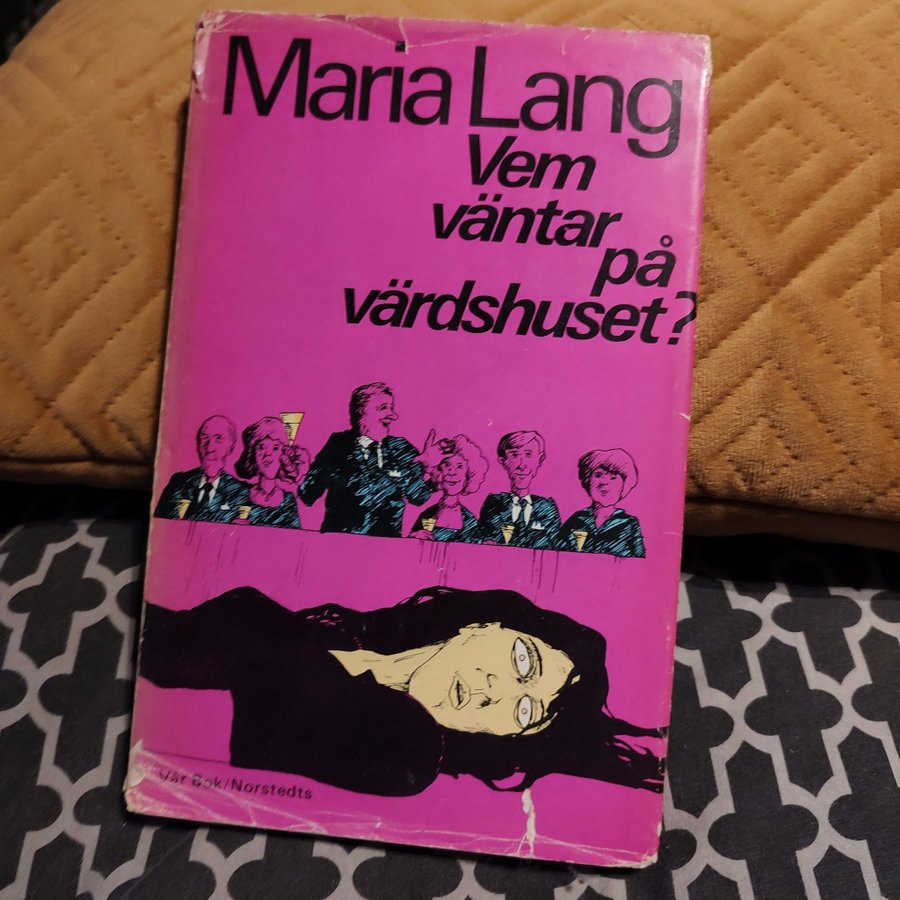 Maria Lang
Vem
väntar
på
värdshuset?
Vår Bok/Norstedts